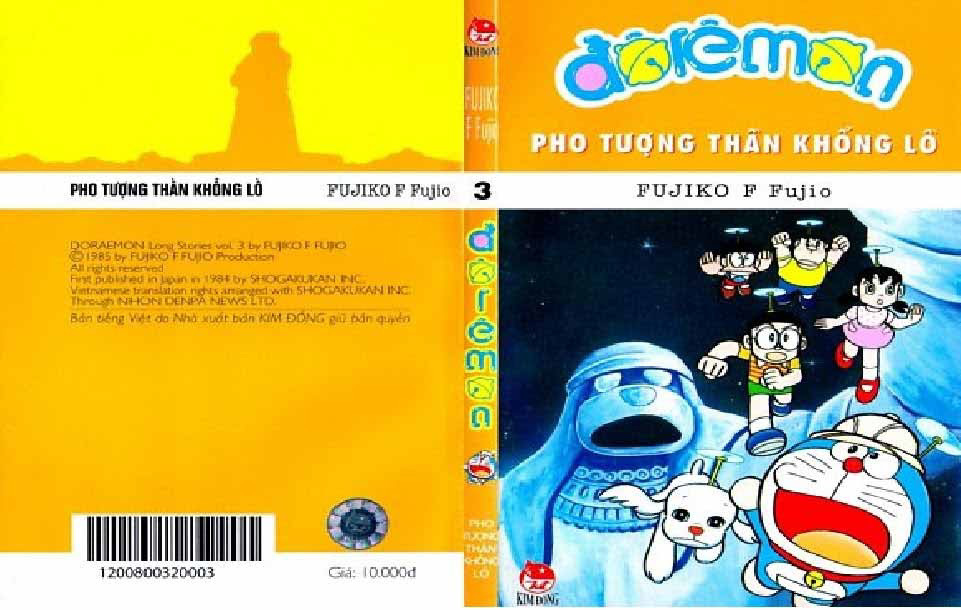 PHO TƯỢNG THẦN KHỔNG LỒ
FUJIKO F Fujio
DORAEMON Long Stories vol. 3 by FUJIKO F FUJIO
© 1985 by FUJIKO F FUJIO Production
All rights reserved
First published in Japan in 1984 by SHOGAKUKAN INC.
Vietnamese translation rights arranged with SHOGAKUKAN INC.
Through NIHON DENPA NEWS LTD.
Bản tiếng Việt do Nhà xuất bản KIM ĐỒNG giữ bản quyền
1200800320003
Giá: 10.000đ
KIM ĐỒNG
FUJIKO
F Fujio
3
đôrêmon
PHO
TƯỢNG
THẦN
KHỔNG
LỒ
đôrêmon
PHO TƯỢNG THẦN KHỔNG LỒ
FUJIKO F Fujio
KIM ĐỒNG